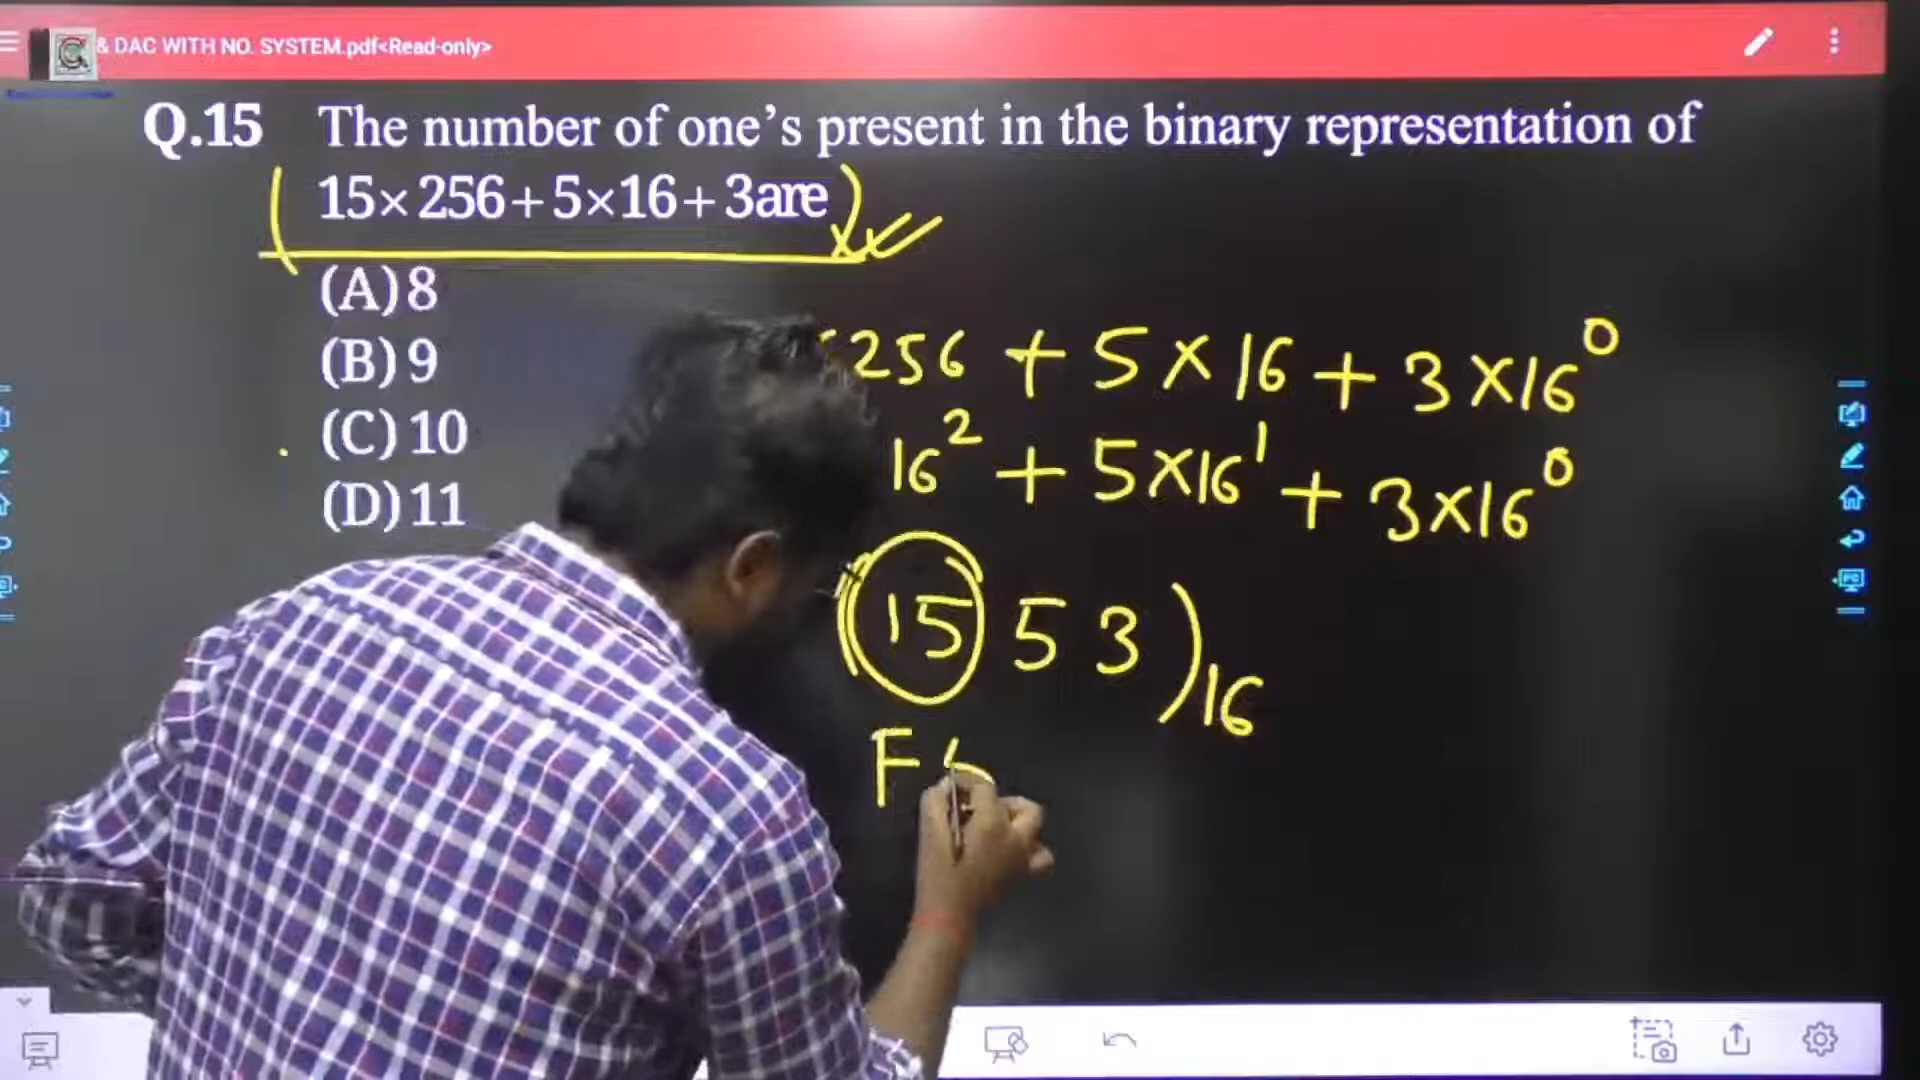 & DAC WITH NO. SYSTEM.pdf<Read-only>
Q.15 The number of one's present in the binary representation of
15×256+5×16+3are
(A) 8
(B) 9
(C) 10
(D) 11
256 + 5 × 16 + 3 × 16⁰
16² + 5 × 16¹ + 3 × 16⁰
(15 5 3)₁₆
F